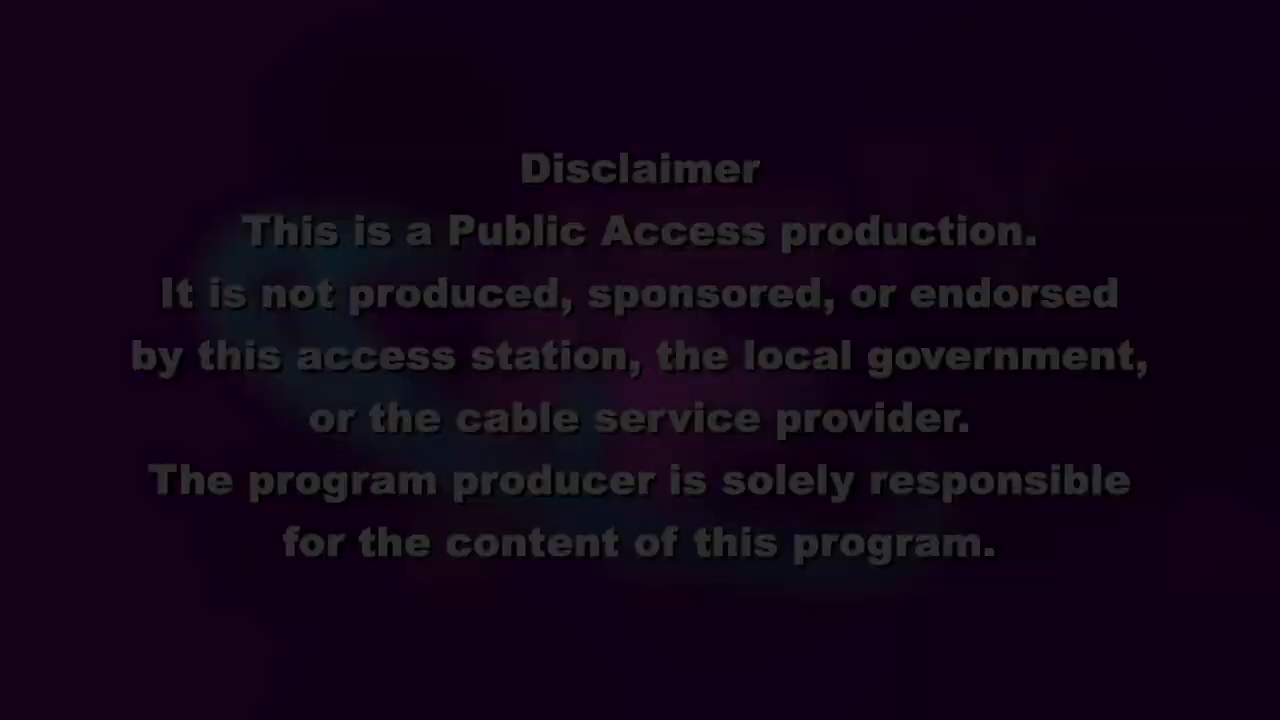 Disclaimer
This is a Public Access production.
It is not produced, sponsored, or endorsed
by this access station, the local government,
or the cable service provider.
The program producer is solely responsible
for the content of this program.